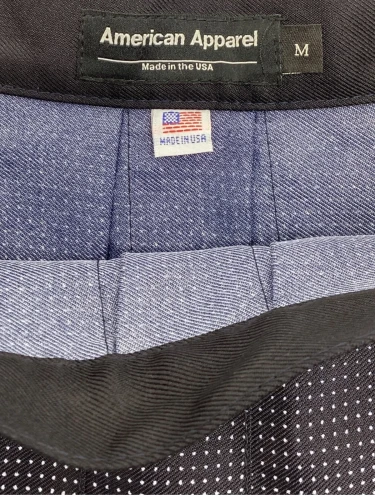 American Apparel
Made in the USA
M
MADE IN USA